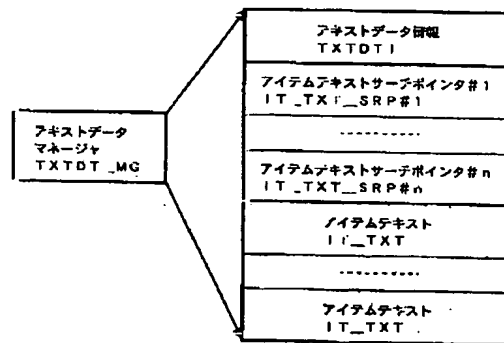 テキストデータ
マネージャ
TXTDT_MG
テキストデータ情報
TXTDTI
アイテムテキストサーチポインタ#1
IT_TXT_SRP#1
----------
アイテムテキストサーチポインタ#n
IT_TXT_SRP#n
アイテムテキスト
IT_TXT
----------
アイテムテキスト
IT_TXT